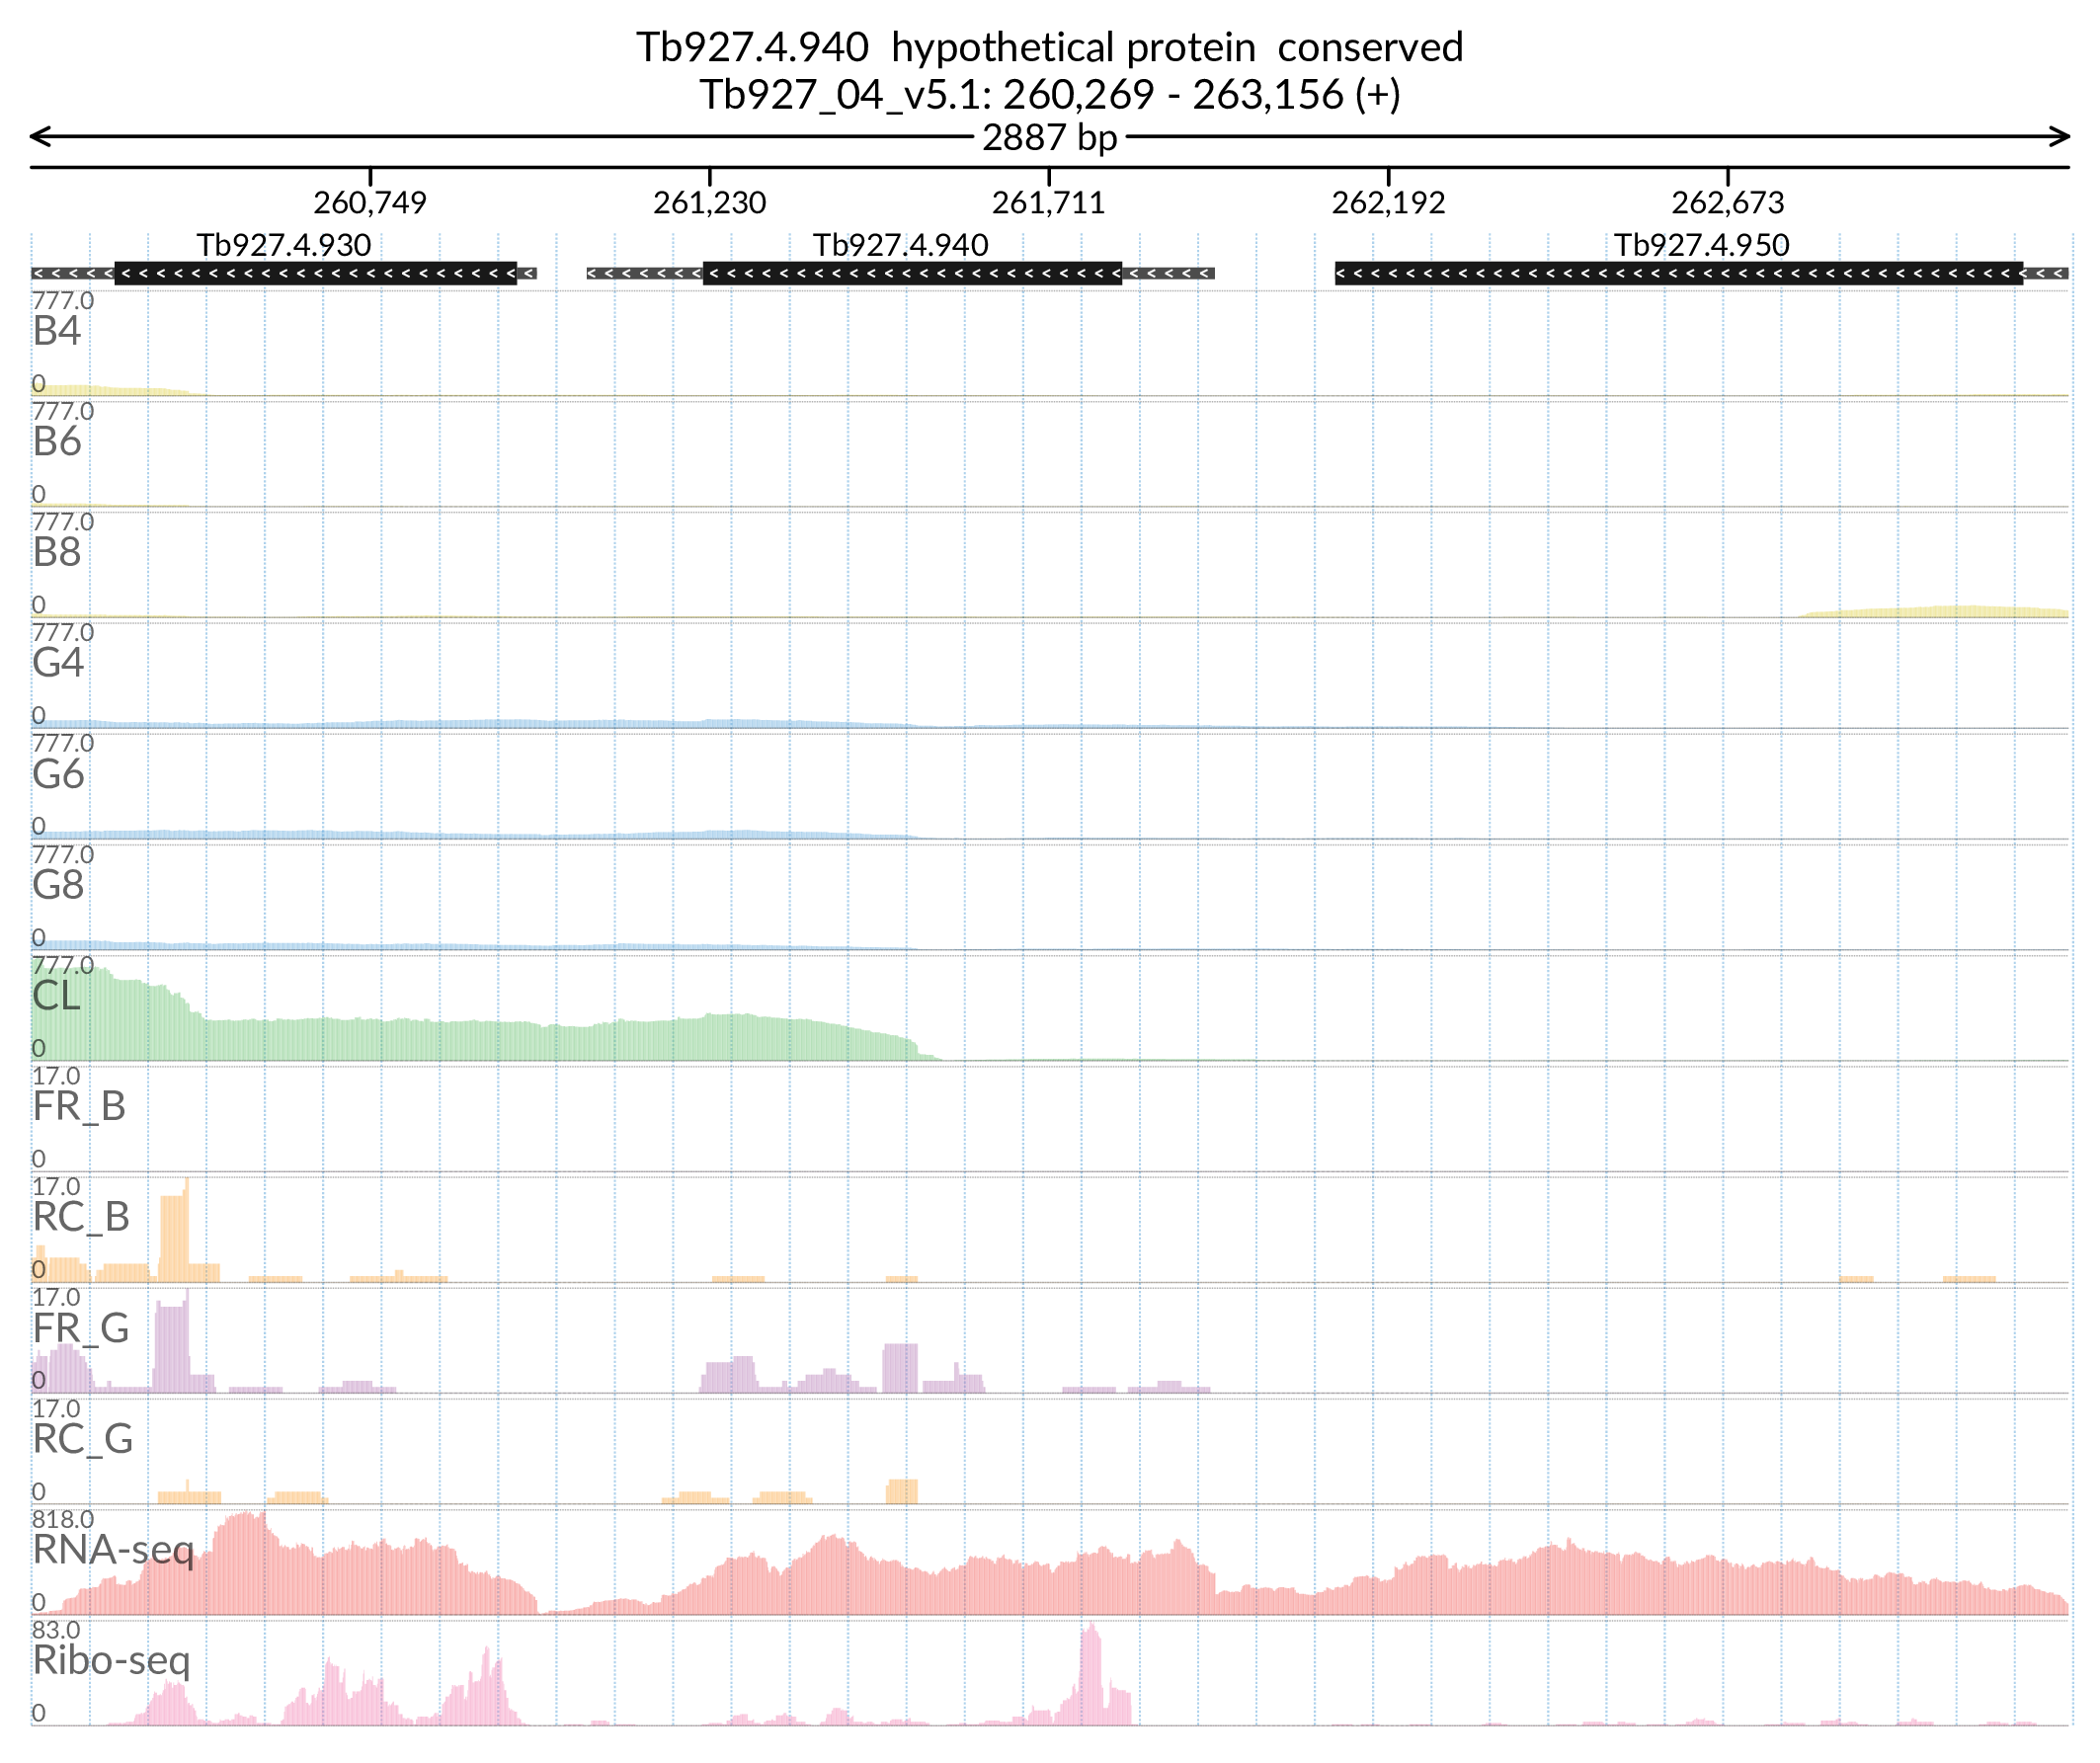 Tb927.4.940  hypothetical protein  conserved
Tb927_04_v5.1: 260,269 - 263,156 (+)
2887 bp
260,749 261,230 261,711 262,192 262,673
Tb927.4.930 Tb927.4.940 Tb927.4.950
777.0
B4
0
777.0
B6
0
777.0
B8
0
777.0
G4
0
777.0
G6
0
777.0
G8
0
777.0
CL
0
17.0
FR_B
0
17.0
RC_B
0
17.0
FR_G
0
17.0
RC_G
0
818.0
RNA-seq
0
83.0
Ribo-seq
0